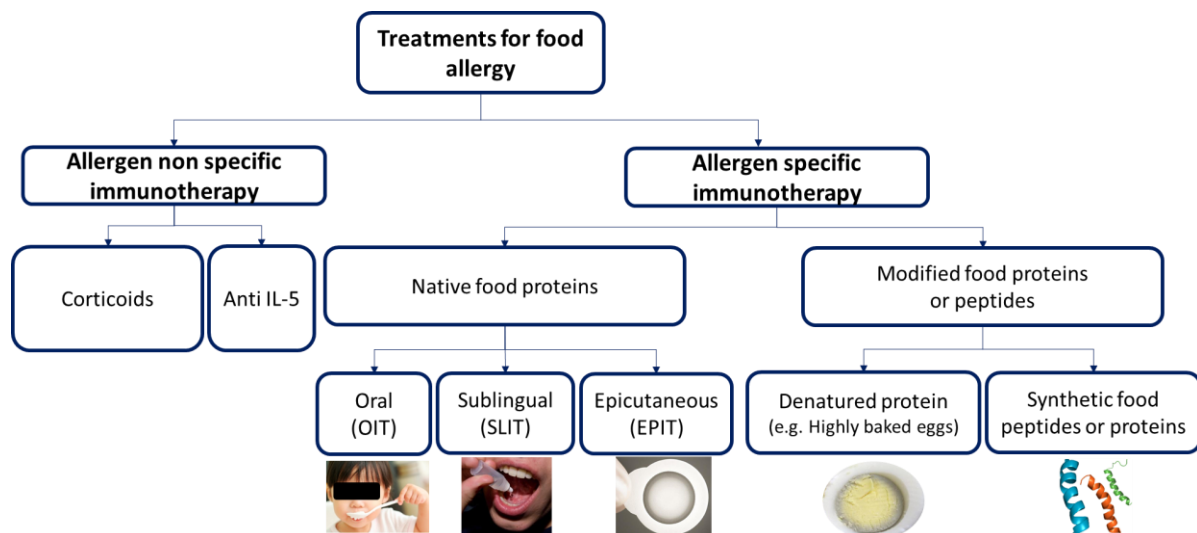 Treatments for food
allergy
Allergen non specific
immunotherapy
Allergen specific
immunotherapy
Corticoids
Anti IL-5
Native food proteins
Modified food proteins
or peptides
Oral
(OIT)
Sublingual
(SLIT)
Epicutaneous
(EPIT)
Denatured protein
(e.g. Highly baked eggs)
Synthetic food
peptides or proteins